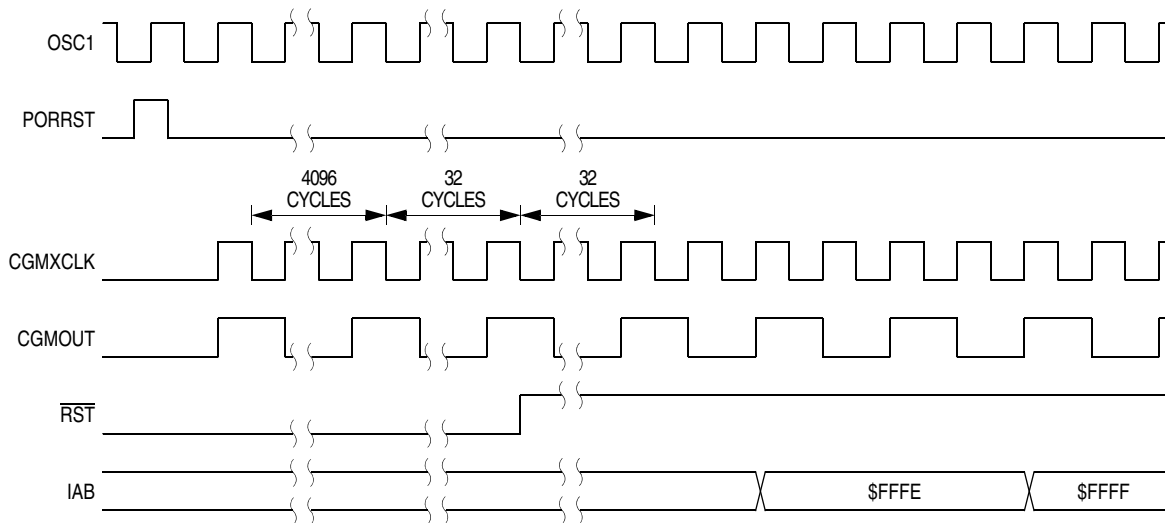 OSC1
PORRST
4096
CYCLES
32
CYCLES
32
CYCLES
CGMXCLK
CGMOUT
RST
IAB
$FFFE
$FFFF